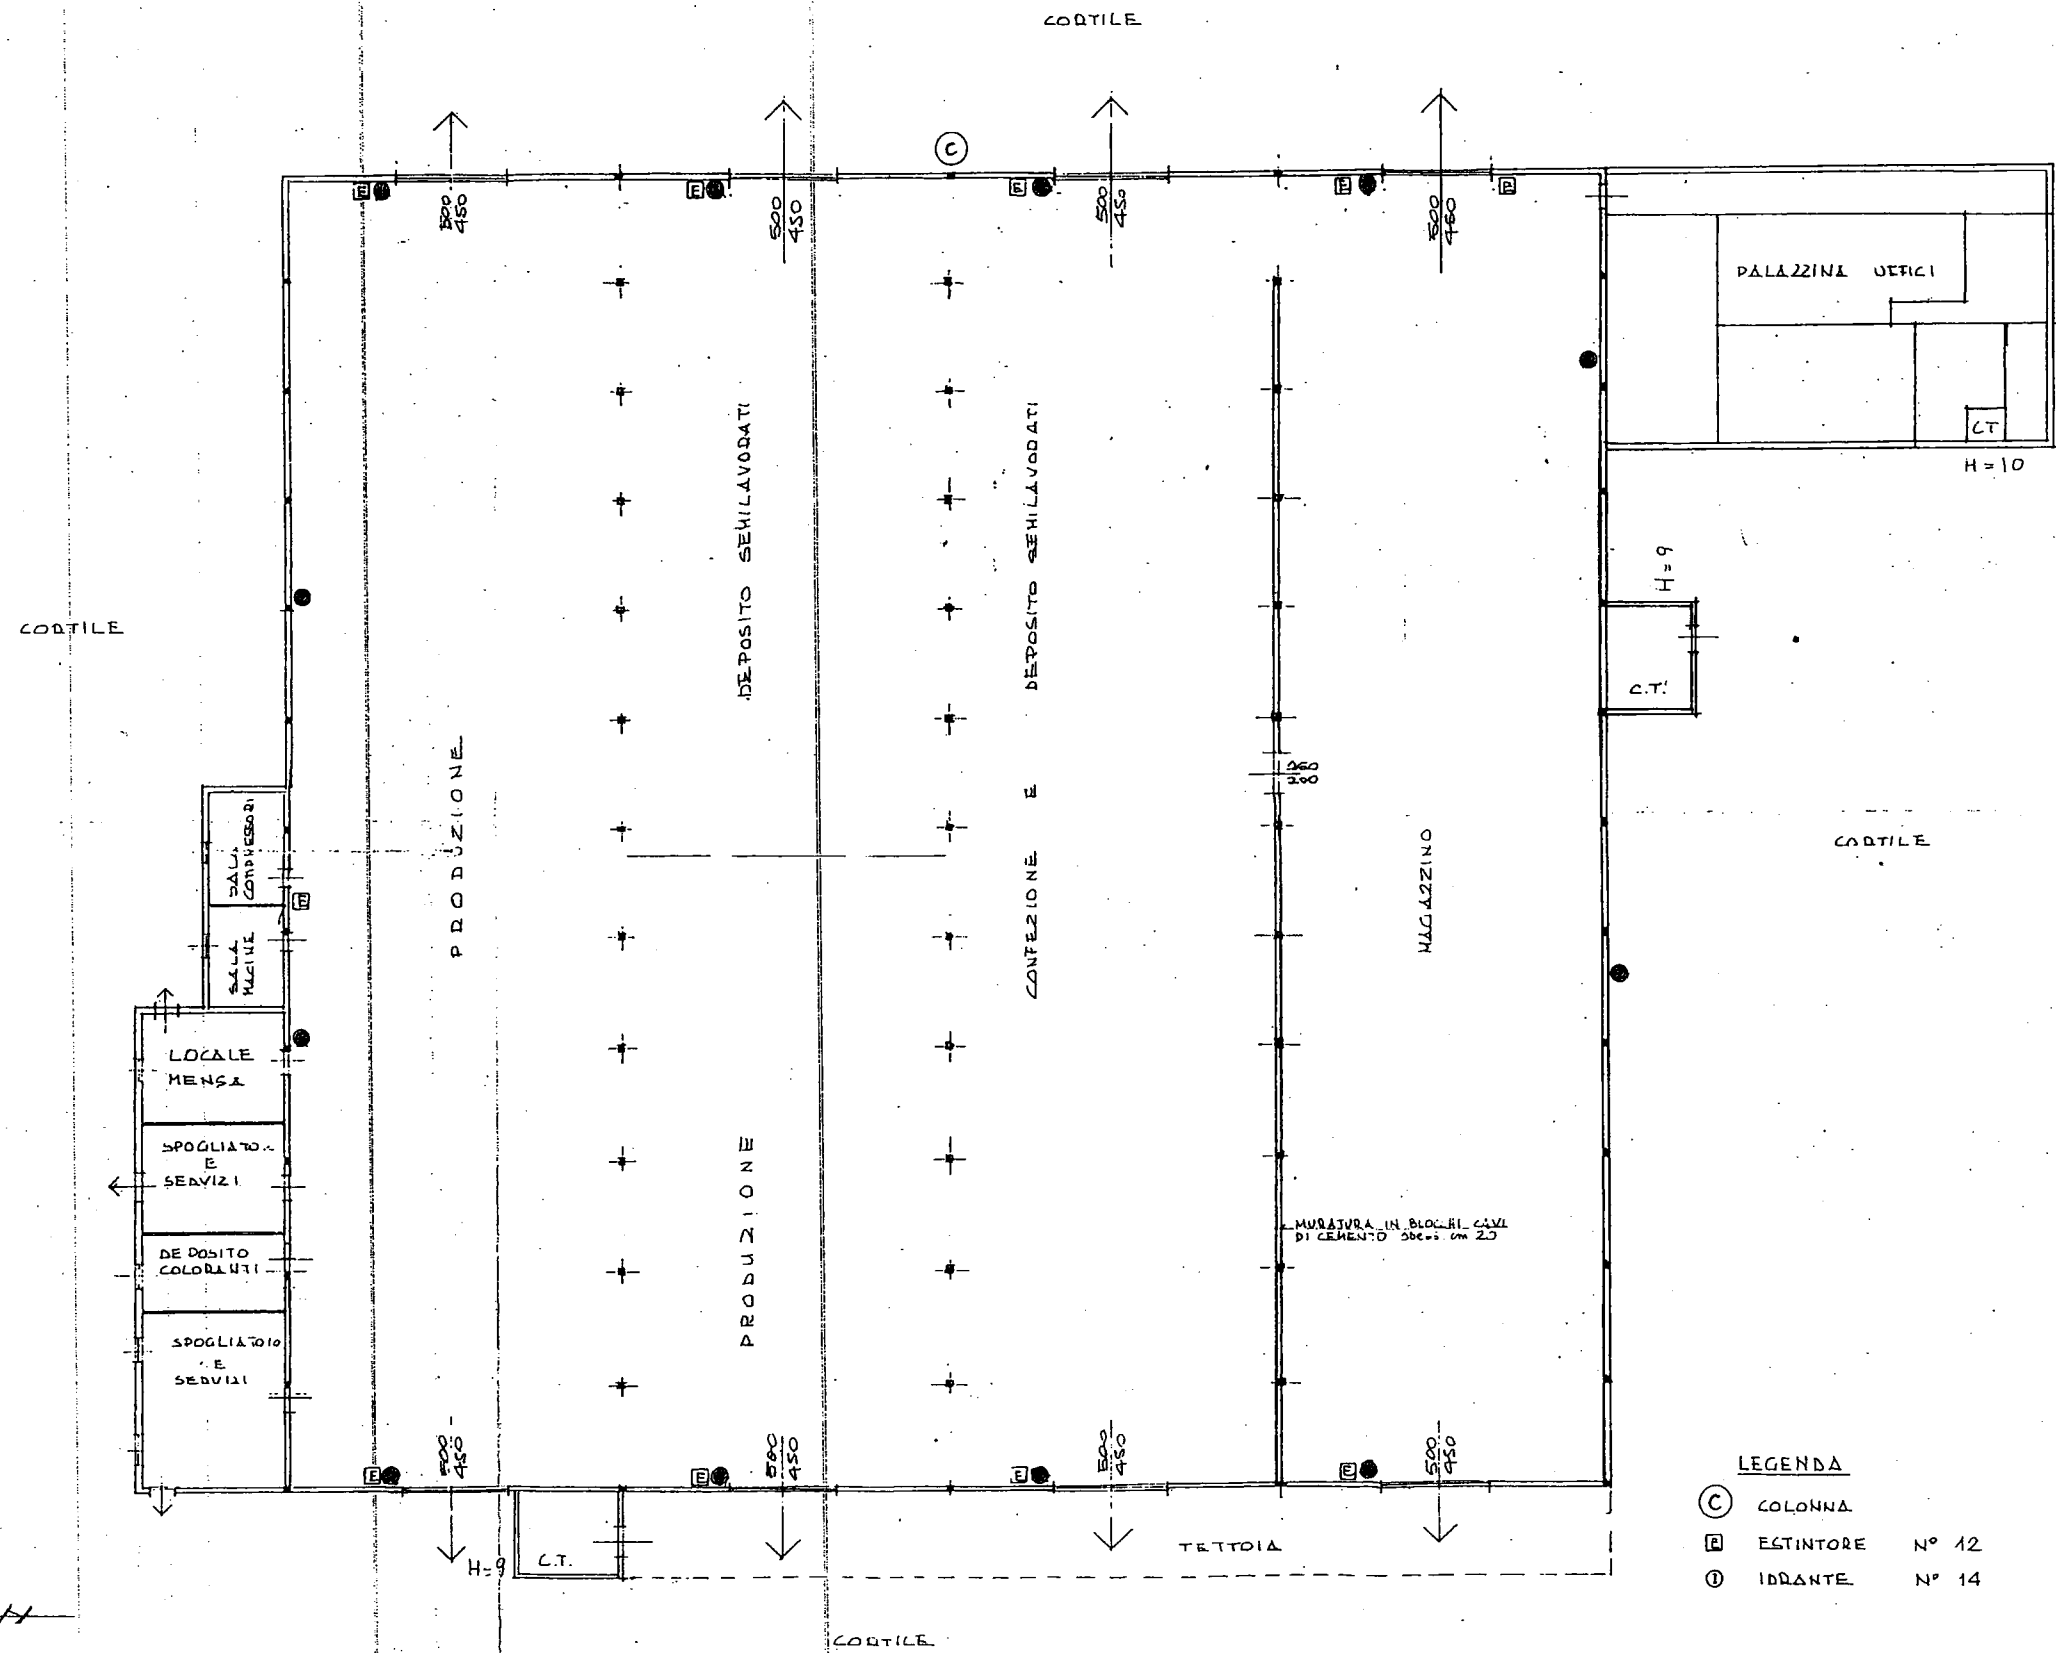 CORTILE
C
E
E
E
E
E
500
450
500
450
500
450
500
450
PALAZZINA UFFICI
CT
H=10
H=9
C.T.
CORTILE
DEPOSITO SEMILAVORATI
CONFEZIONE E DEPOSITO SEMILAVORATI
PRODUZIONE
MAGAZZINO
200
CORTILE
SALA
COMPRESSORI
E
SALA
MACINE
LOCALE
MENSA
E
SERVIZI
DEPOSITO
COLORANTI
SPOGLIATOIO
E
SERVIZI
PRODUZIONE
MURATURA IN BLOCCHI CAVI
DI CEMENTO
E
E
E
E
500
450
500
450
500
450
500
450
H=9
C.T.
TETTOIA
CORTILE
LEGENDA
C COLONNA
E ESTINTORE N° 12
I IDRANTE N° 14